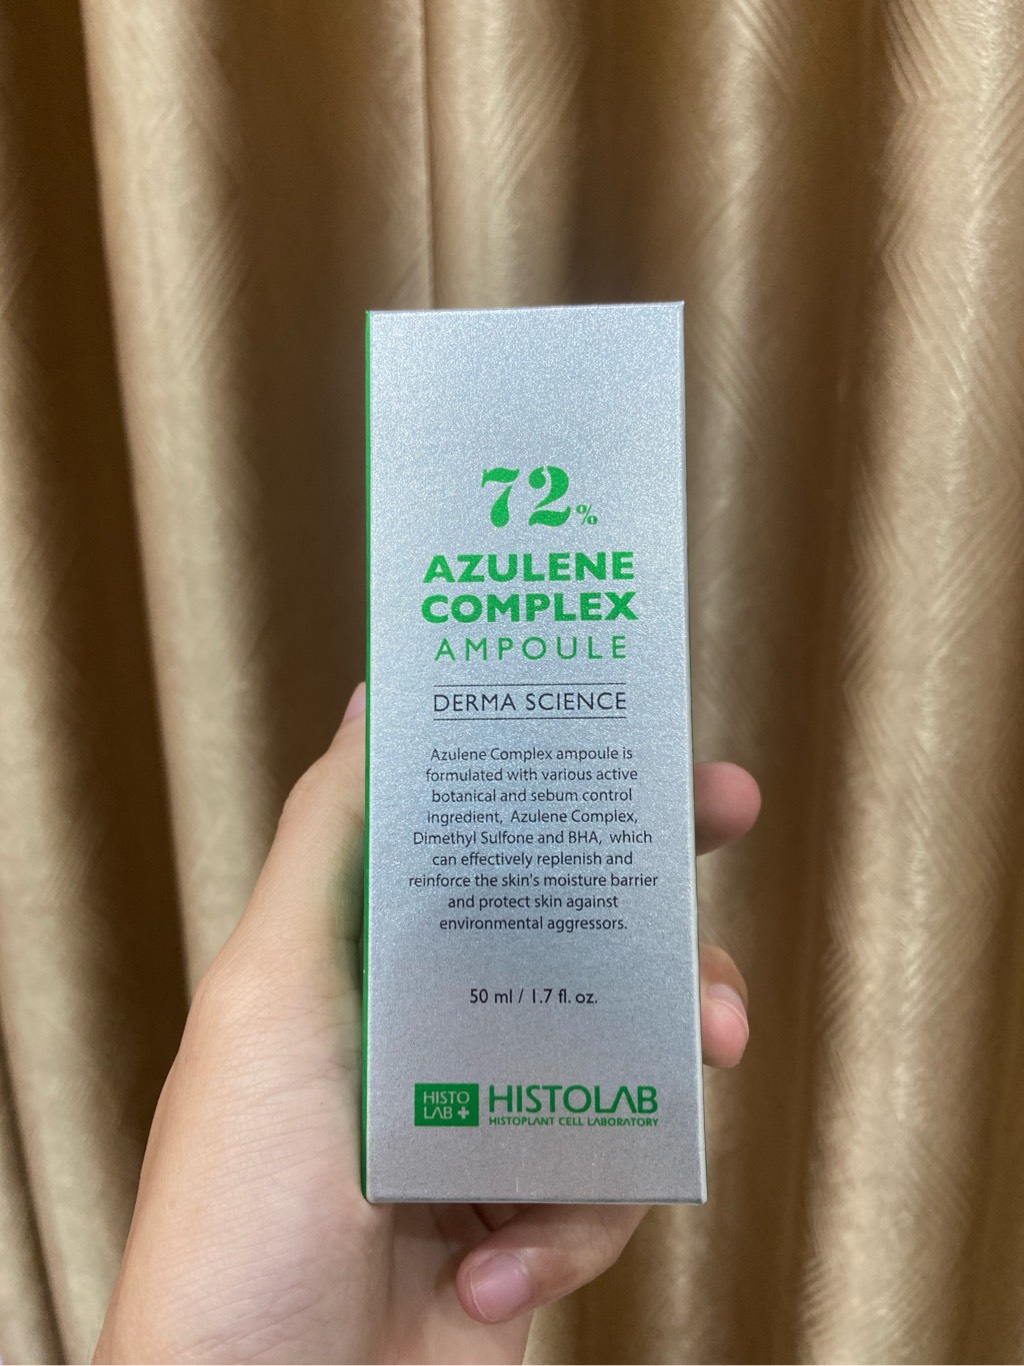 72%
AZULENE
COMPLEX
AMPOULE
DERMA SCIENCE
Azulene Complex ampoule is
formulated with various active
botanical and sebum control
ingredient, Azulene Complex,
Dimethyl Sulfone and BHA, which
can effectively replenish and
reinforce the skin's moisture barrier
and protect skin against
environmental aggressors.
50 ml / 1.7 fl. oz.
HISTO
LAB+
HISTOLAB
HISTOPLANT CELL LABORATORY